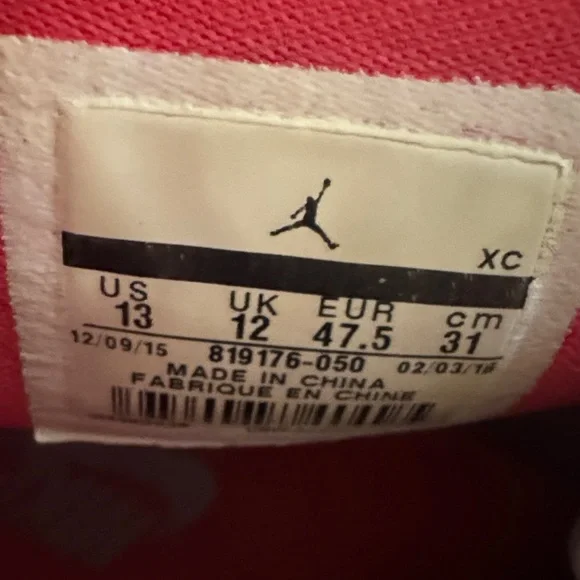 XC
US UK EUR cm
13 12 47.5 31
12/09/15 819176-050 02/03/16
MADE IN CHINA
FABRIQUE EN CHINE